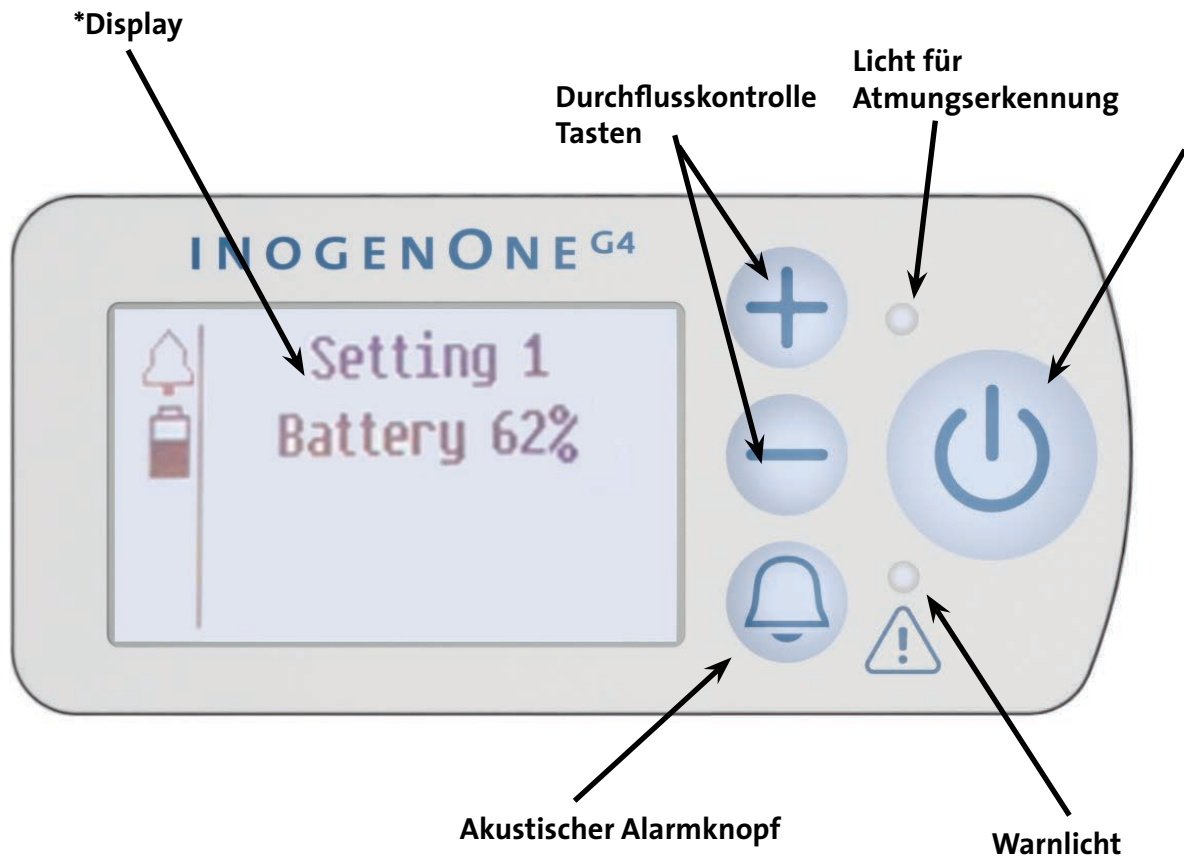 *Display
Licht für
Atmungserkennung
Durchflusskontrolle
Tasten
INOGENONE G4
Setting 1
Battery 62%
Akustischer Alarmknopf
Warnlicht